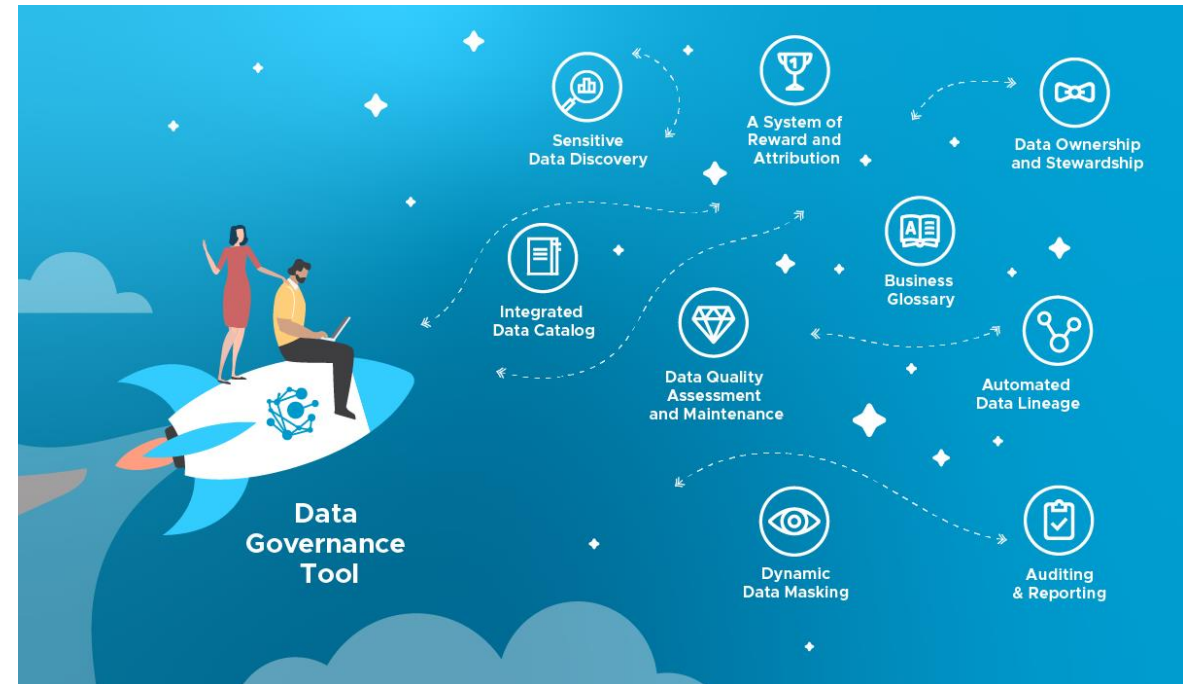 Sensitive
Data Discovery
A System of
Reward and
Attribution
Data Ownership
and Stewardship
Integrated
Data Catalog
Business
Glossary
Data Quality
Assessment
and Maintenance
Automated
Data Lineage
Data
Governance
Tool
Dynamic
Data Masking
Auditing
& Reporting